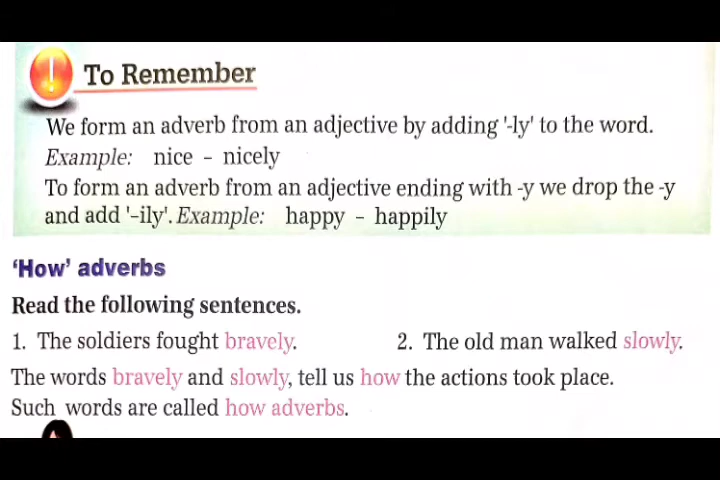 !
To Remember
We form an adverb from an adjective by adding '-ly' to the word.
Example: nice - nicely
To form an adverb from an adjective ending with -y we drop the -y
and add '-ily'. Example: happy - happily
'How' adverbs
Read the following sentences.
1. The soldiers fought bravely. 2. The old man walked slowly.
The words bravely and slowly, tell us how the actions took place.
Such words are called how adverbs.